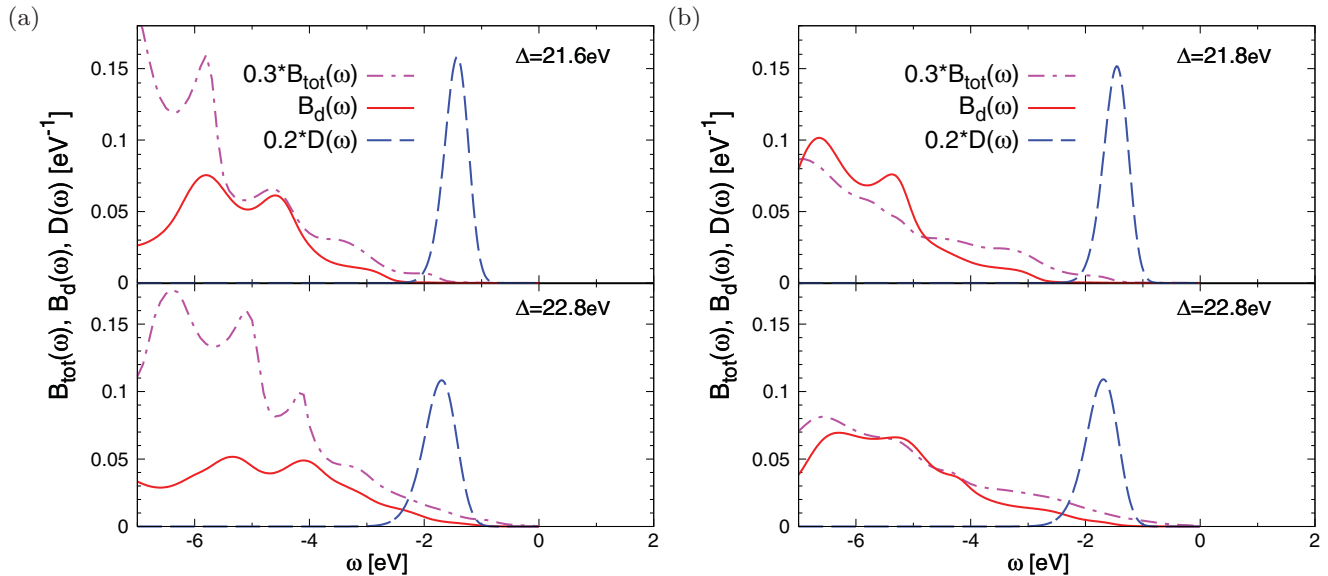 (a)
B_tot(ω), B_d(ω), D(ω) [eV⁻¹]
Δ=21.6eV
0.3*B_tot(ω)
B_d(ω)
0.2*D(ω)
0.15
0.1
0.05
0
Δ=22.8eV
0.15
0.1
0.05
0
-6 -4 -2 0 2
ω [eV]
(b)
B_tot(ω), B_d(ω), D(ω) [eV⁻¹]
Δ=21.8eV
0.3*B_tot(ω)
B_d(ω)
0.2*D(ω)
0.15
0.1
0.05
0
Δ=22.8eV
0.15
0.1
0.05
0
-6 -4 -2 0 2
ω [eV]